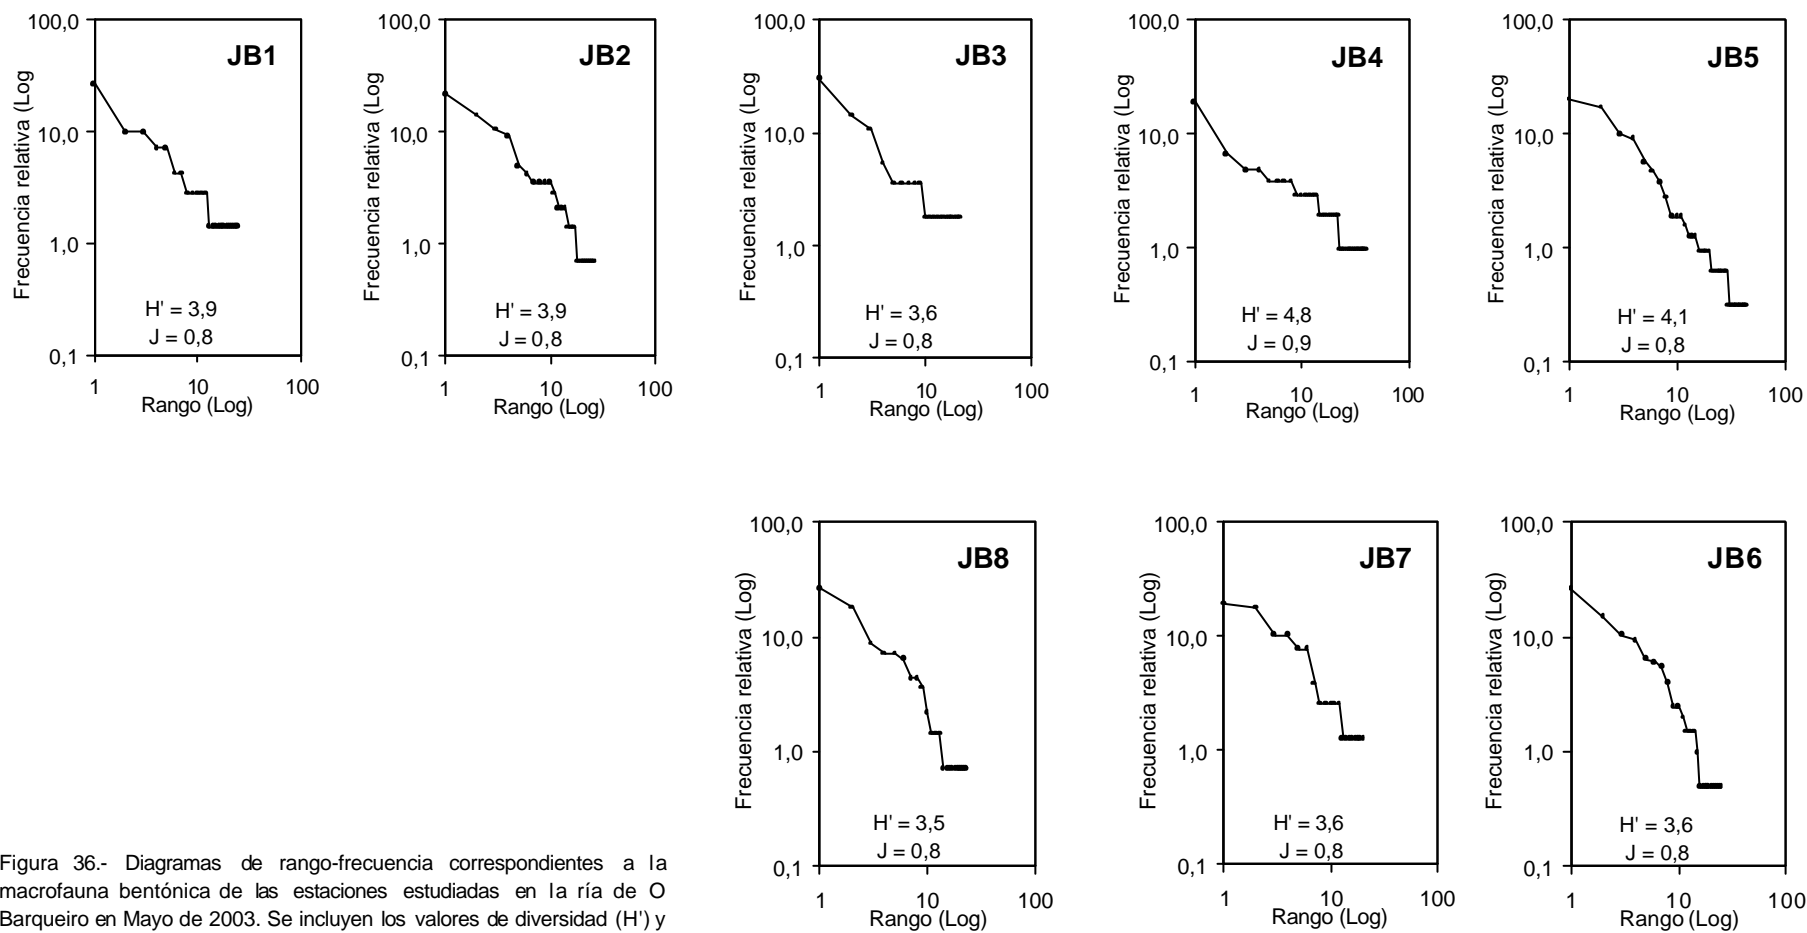 100,0
JB1
Frecuencia relativa (Log
10,0
1,0
H' = 3,9
J = 0,8
0,1
1
10
100
Rango (Log)
100,0
JB2
Frecuencia relativa (Log
10,0
1,0
H' = 3,9
J = 0,8
0,1
1
10
100
Rango (Log)
100,0
JB3
Frecuencia relativa (Log
10,0
1,0
H' = 3,6
J = 0,8
0,1
1
10
100
Rango (Log)
100,0
JB4
Frecuencia relativa (Log
10,0
1,0
H' = 4,8
J = 0,9
0,1
1
10
100
Rango (Log)
100,0
JB5
Frecuencia relativa (Log
10,0
1,0
H' = 4,1
J = 0,8
0,1
1
10
100
Rango (Log)
100,0
JB8
Frecuencia relativa (Log)
10,0
1,0
H' = 3,5
J = 0,8
0,1
1
10
100
Rango (Log)
100,0
JB7
Frecuencia relativa (Log)
10,0
1,0
H' = 3,6
J = 0,8
0,1
1
10
100
Rango (Log)
100,0
JB6
Frecuencia relativa (Log)
10,0
1,0
H' = 3,6
J = 0,8
0,1
1
10
100
Rango (Log)
Figura 36.- Diagramas de rango-frecuencia correspondientes a la
macrofauna bentónica de las estaciones estudiadas en la ría de O
Barqueiro en Mayo de 2003. Se incluyen los valores de diversidad (H') y